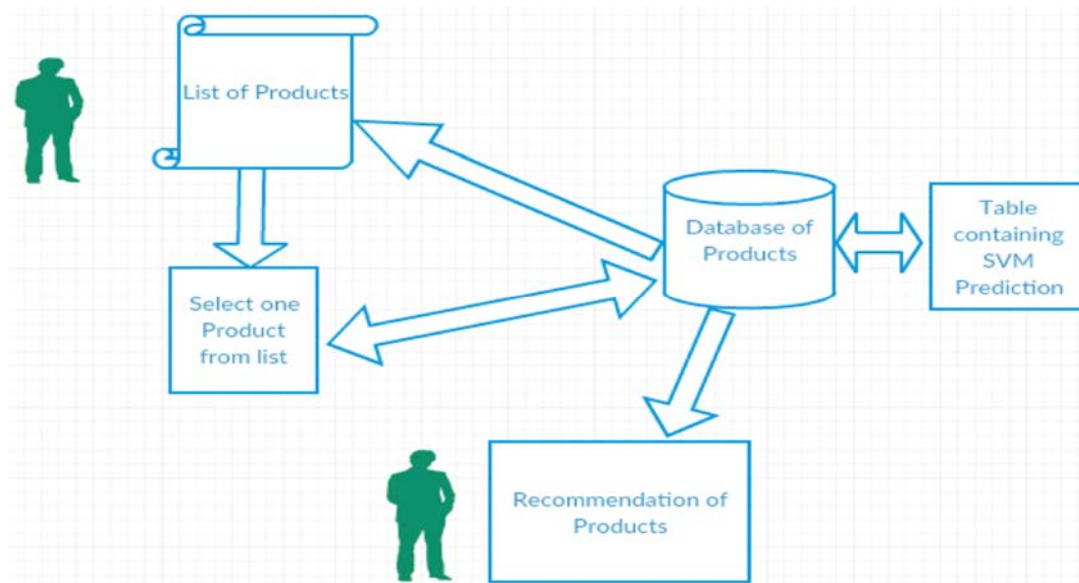 List of Products
Database of
Products
Table
containing
SVM
Prediction
Select one
Product
from list
Recommendation of
Products